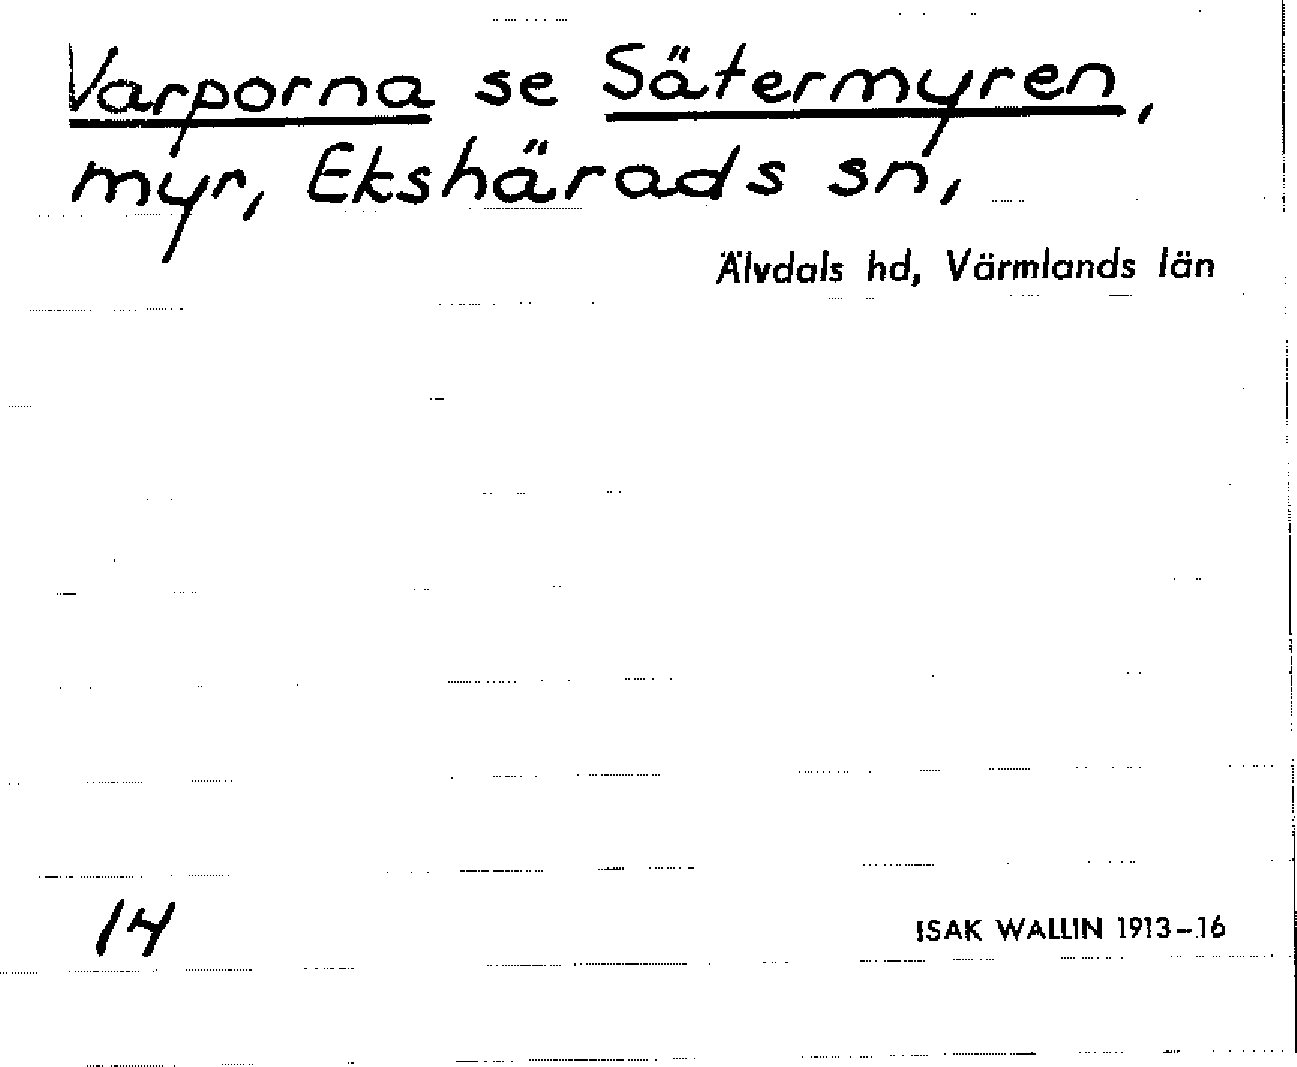 Varporna se Sätermyren,
myr, Ekshärads sn,
Älvdals hd, Värmlands län
14
ISAK WALLIN 1913-16